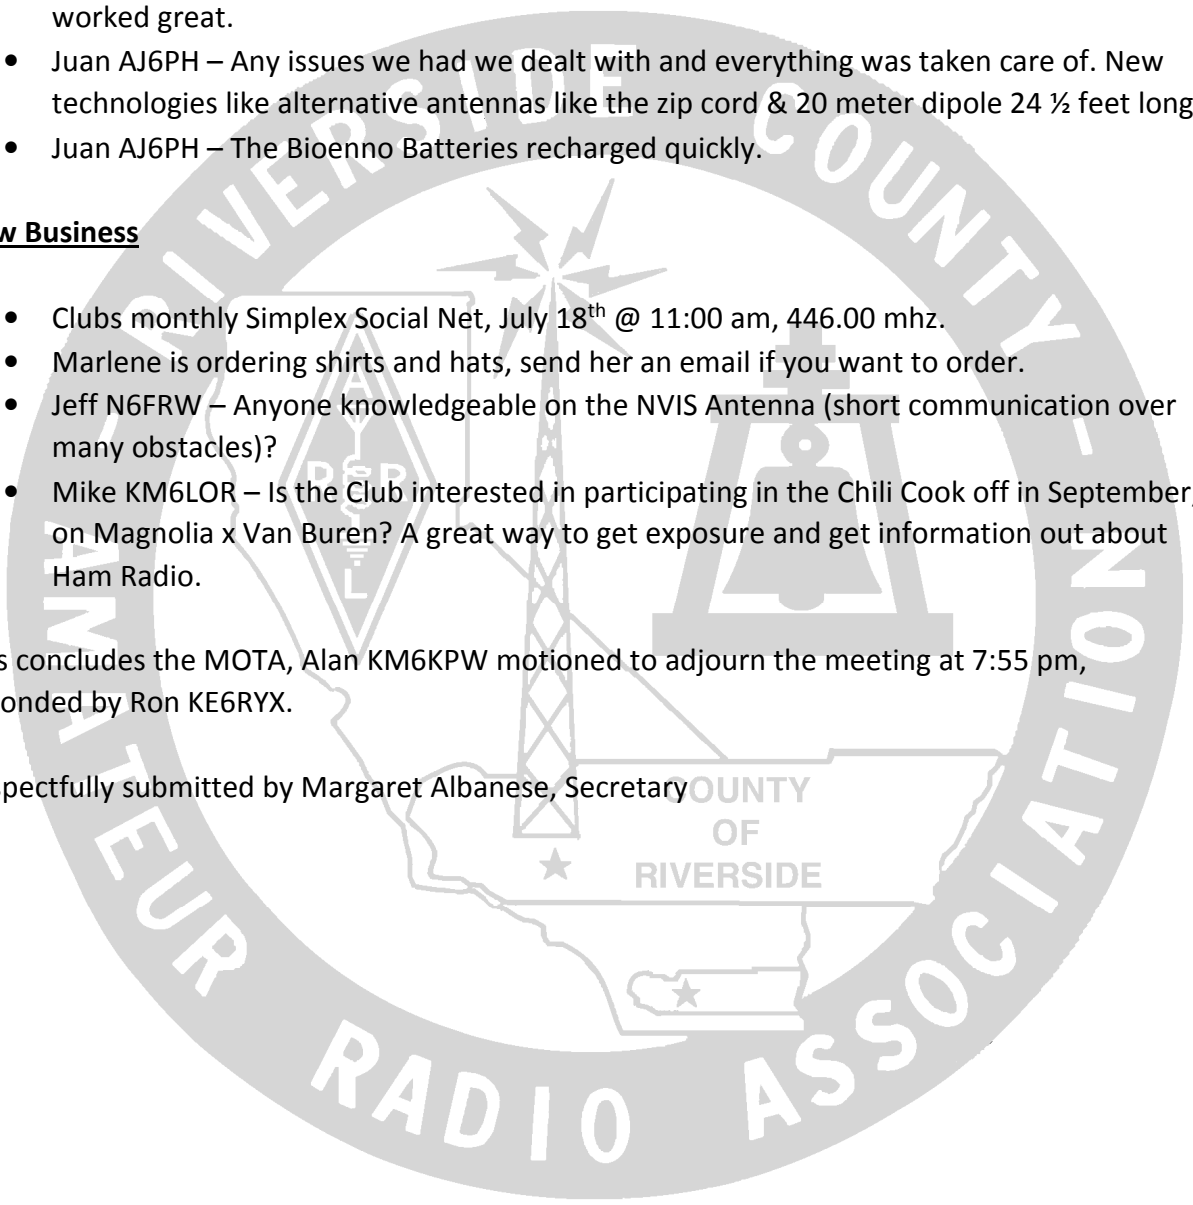 worked great.
• Juan AJ6PH – Any issues we had we dealt with and everything was taken care of. New
technologies like alternative antennas like the zip cord & 20 meter dipole 24 ½ feet long
• Juan AJ6PH – The Bioenno Batteries recharged quickly.
w Business
• Clubs monthly Simplex Social Net, July 18th @ 11:00 am, 446.00 mhz.
• Marlene is ordering shirts and hats, send her an email if you want to order.
• Jeff N6FRW – Anyone knowledgeable on the NVIS Antenna (short communication over
many obstacles)?
• Mike KM6LOR – Is the Club interested in participating in the Chili Cook off in September,
on Magnolia x Van Buren? A great way to get exposure and get information out about
Ham Radio.
s concludes the MOTA, Alan KM6KPW motioned to adjourn the meeting at 7:55 pm,
onded by Ron KE6RYX.
spectfully submitted by Margaret Albanese, Secretary
RIVERSIDE COUNTY
AMATEUR RADIO ASSOCIATION
A
R R
L
COUNTY
OF
RIVERSIDE